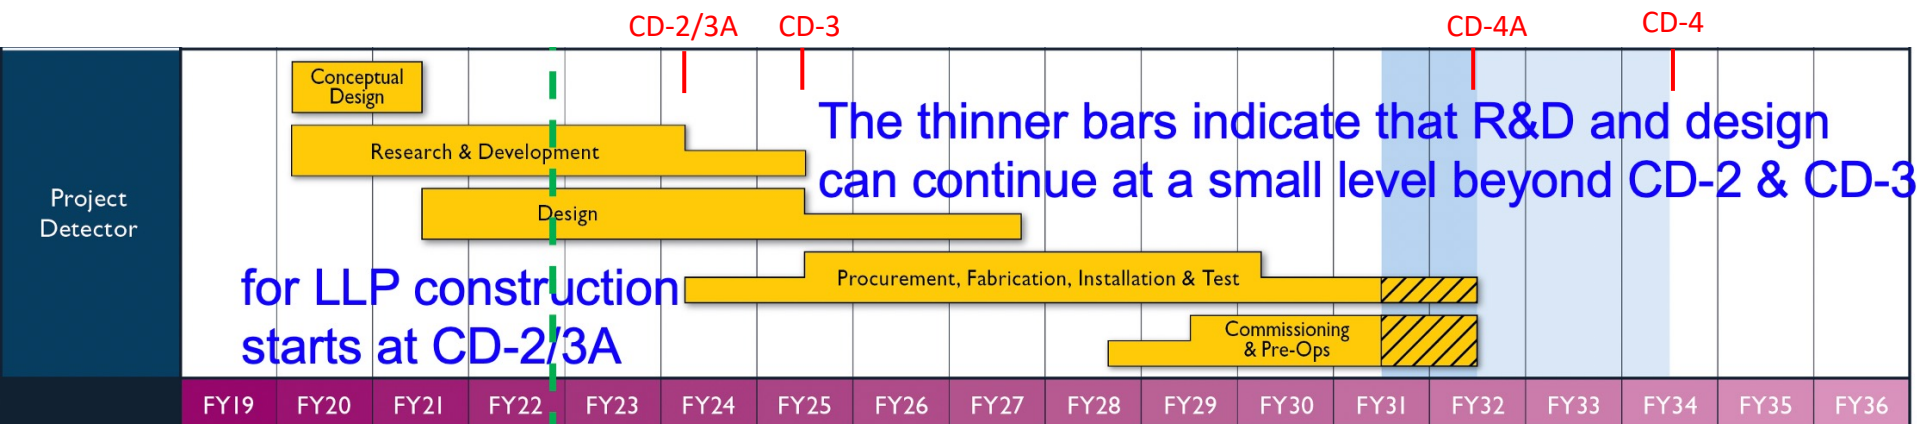 CD-2/3A CD-3 CD-4A CD-4
Project
Detector
Conceptual
Design
Research & Development
The thinner bars indicate that R&D and design
can continue at a small level beyond CD-2 & CD-3
Design
for LLP construction
starts at CD-2/3A
Procurement, Fabrication, Installation & Test
Commissioning
& Pre-Ops
FY19 FY20 FY21 FY22 FY23 FY24 FY25 FY26 FY27 FY28 FY29 FY30 FY31 FY32 FY33 FY34 FY35 FY36